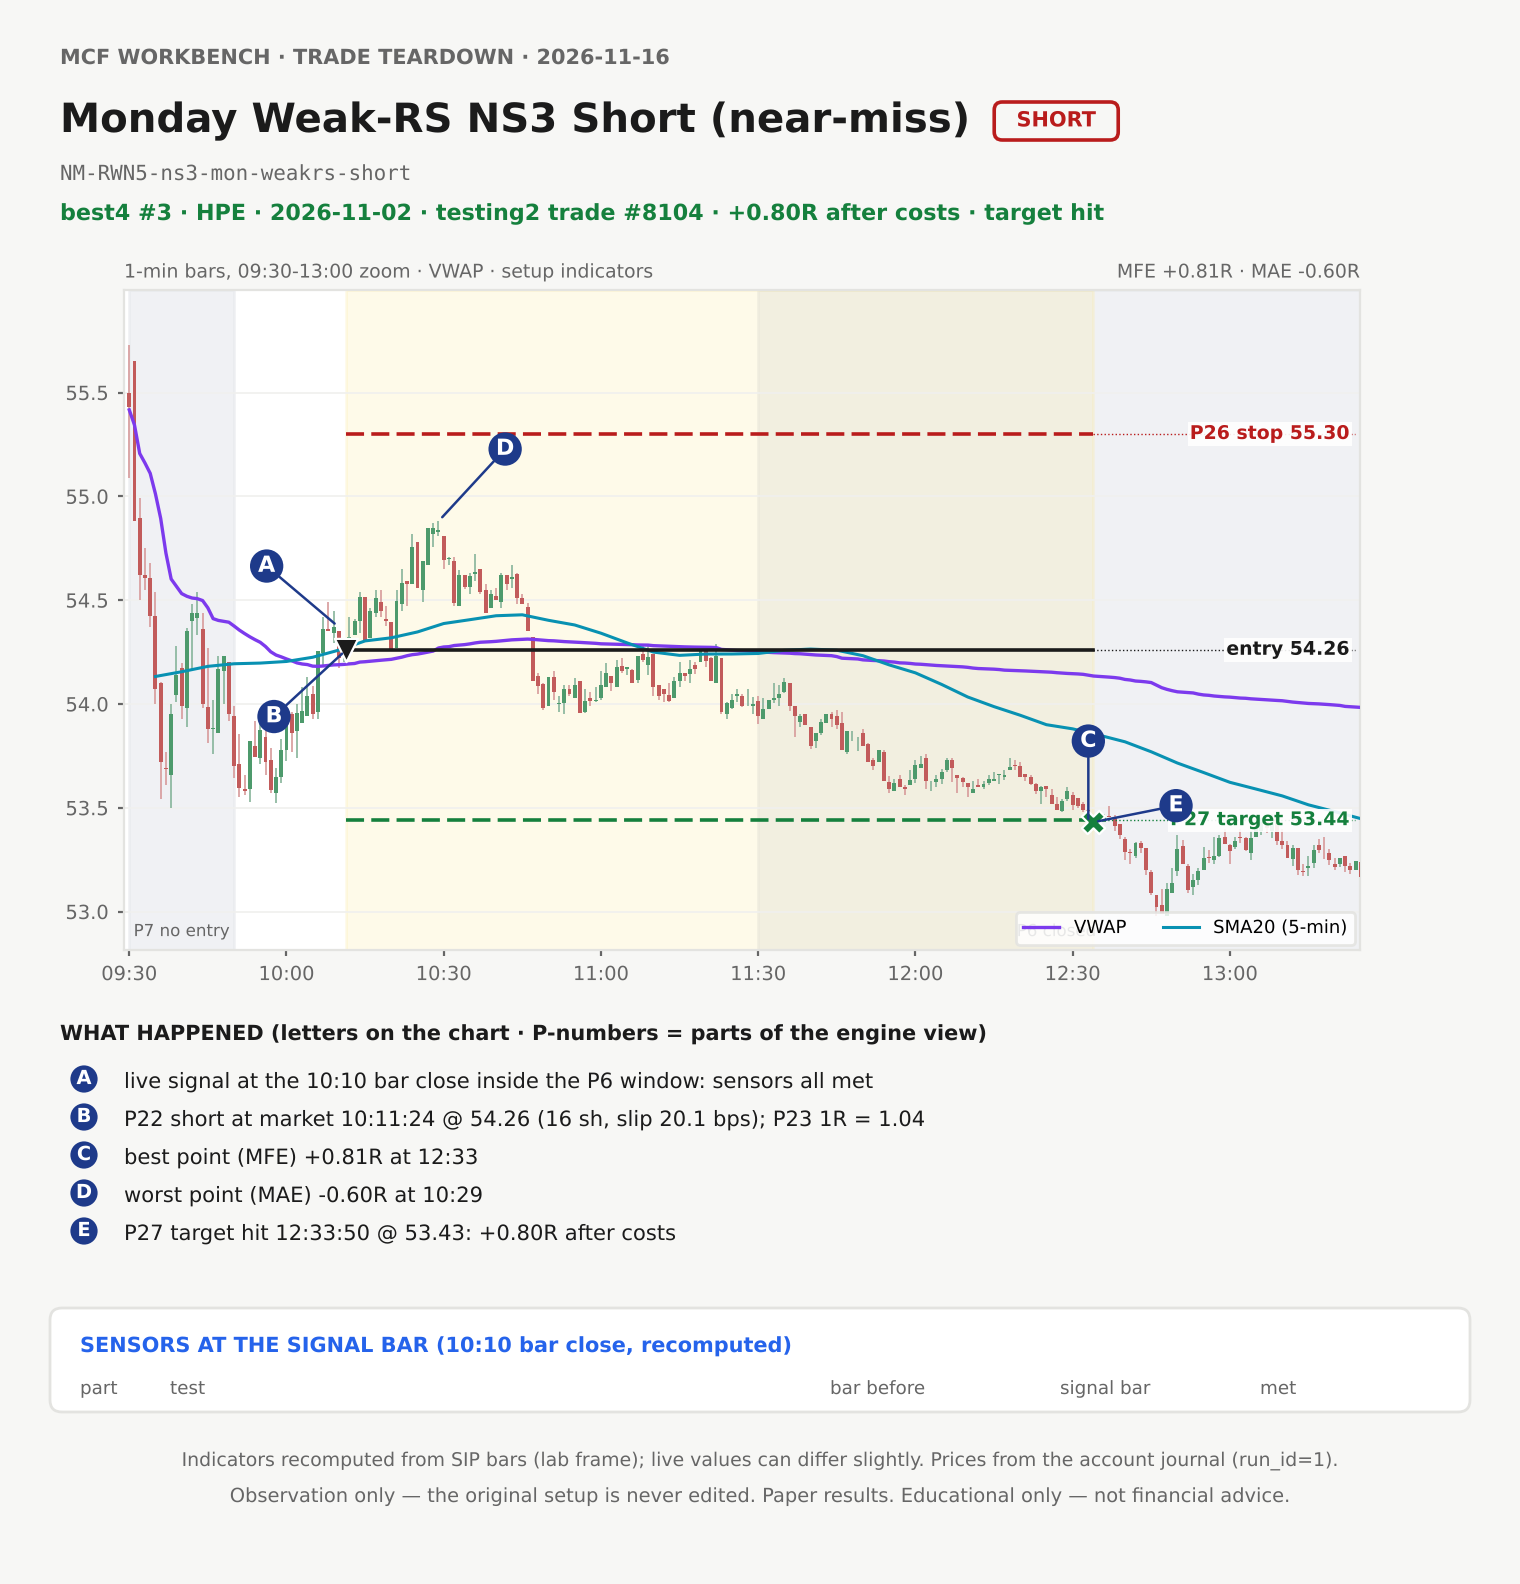 MCF WORKBENCH · TRADE TEARDOWN · 2026-11-16
Monday Weak-RS NS3 Short (near-miss) SHORT
NM-RWN5-ns3-mon-weakrs-short
best4 #3 · HPE · 2026-11-02 · testing2 trade #8104 · +0.80R after costs · target hit
1-min bars, 09:30-13:00 zoom · VWAP · setup indicators MFE +0.81R · MAE -0.60R
55.5
P26 stop 55.30
D
55.0
A
54.5
entry 54.26
54.0
B
C
E
53.5
27 target 53.44
53.0
P7 no entry
VWAP SMA20 (5-min)
09:30 10:00 10:30 11:00 11:30 12:00 12:30 13:00
WHAT HAPPENED (letters on the chart · P-numbers = parts of the engine view)
A live signal at the 10:10 bar close inside the P6 window: sensors all met
B P22 short at market 10:11:24 @ 54.26 (16 sh, slip 20.1 bps); P23 1R = 1.04
C best point (MFE) +0.81R at 12:33
D worst point (MAE) -0.60R at 10:29
E P27 target hit 12:33:50 @ 53.43: +0.80R after costs
SENSORS AT THE SIGNAL BAR (10:10 bar close, recomputed)
part test bar before signal bar met
Indicators recomputed from SIP bars (lab frame); live values can differ slightly. Prices from the account journal (run_id=1).
Observation only — the original setup is never edited. Paper results. Educational only — not financial advice.